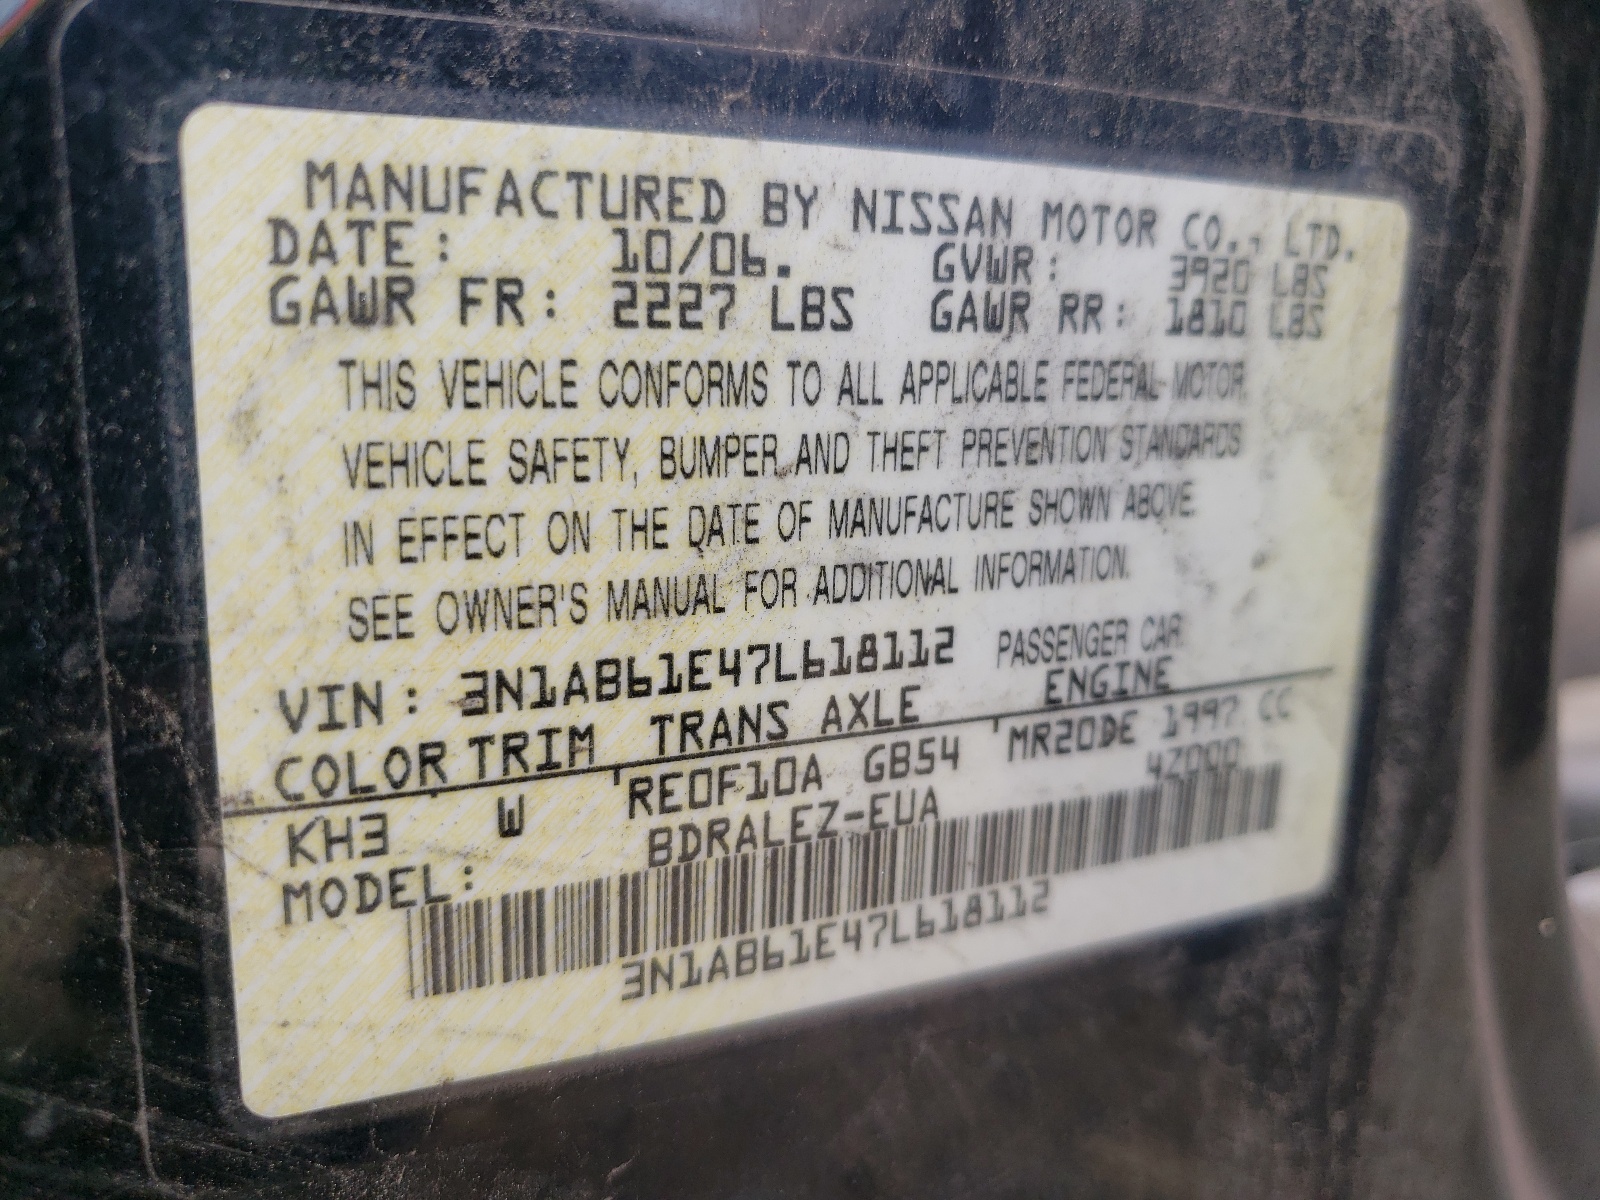 MANUFACTURED BY NISSAN MOTOR CO., LTD.
DATE: 10/06. GVWR: 3920 LBS
GAWR FR: 2227 LBS GAWR RR: 1810 LBS
THIS VEHICLE CONFORMS TO ALL APPLICABLE FEDERAL MOTOR
VEHICLE SAFETY, BUMPER AND THEFT PREVENTION STANDARDS
IN EFFECT ON THE DATE OF MANUFACTURE SHOWN ABOVE.
SEE OWNER'S MANUAL FOR ADDITIONAL INFORMATION.
VIN: 3N1AB61E47L618112 PASSENGER CAR
COLOR TRIM TRANS AXLE ENGINE
KH3 W RE0F10A GB54 MR20DE 1997 CC
MODEL: BDRALEZ-EUA 4Z000
3N1AB61E47L618112